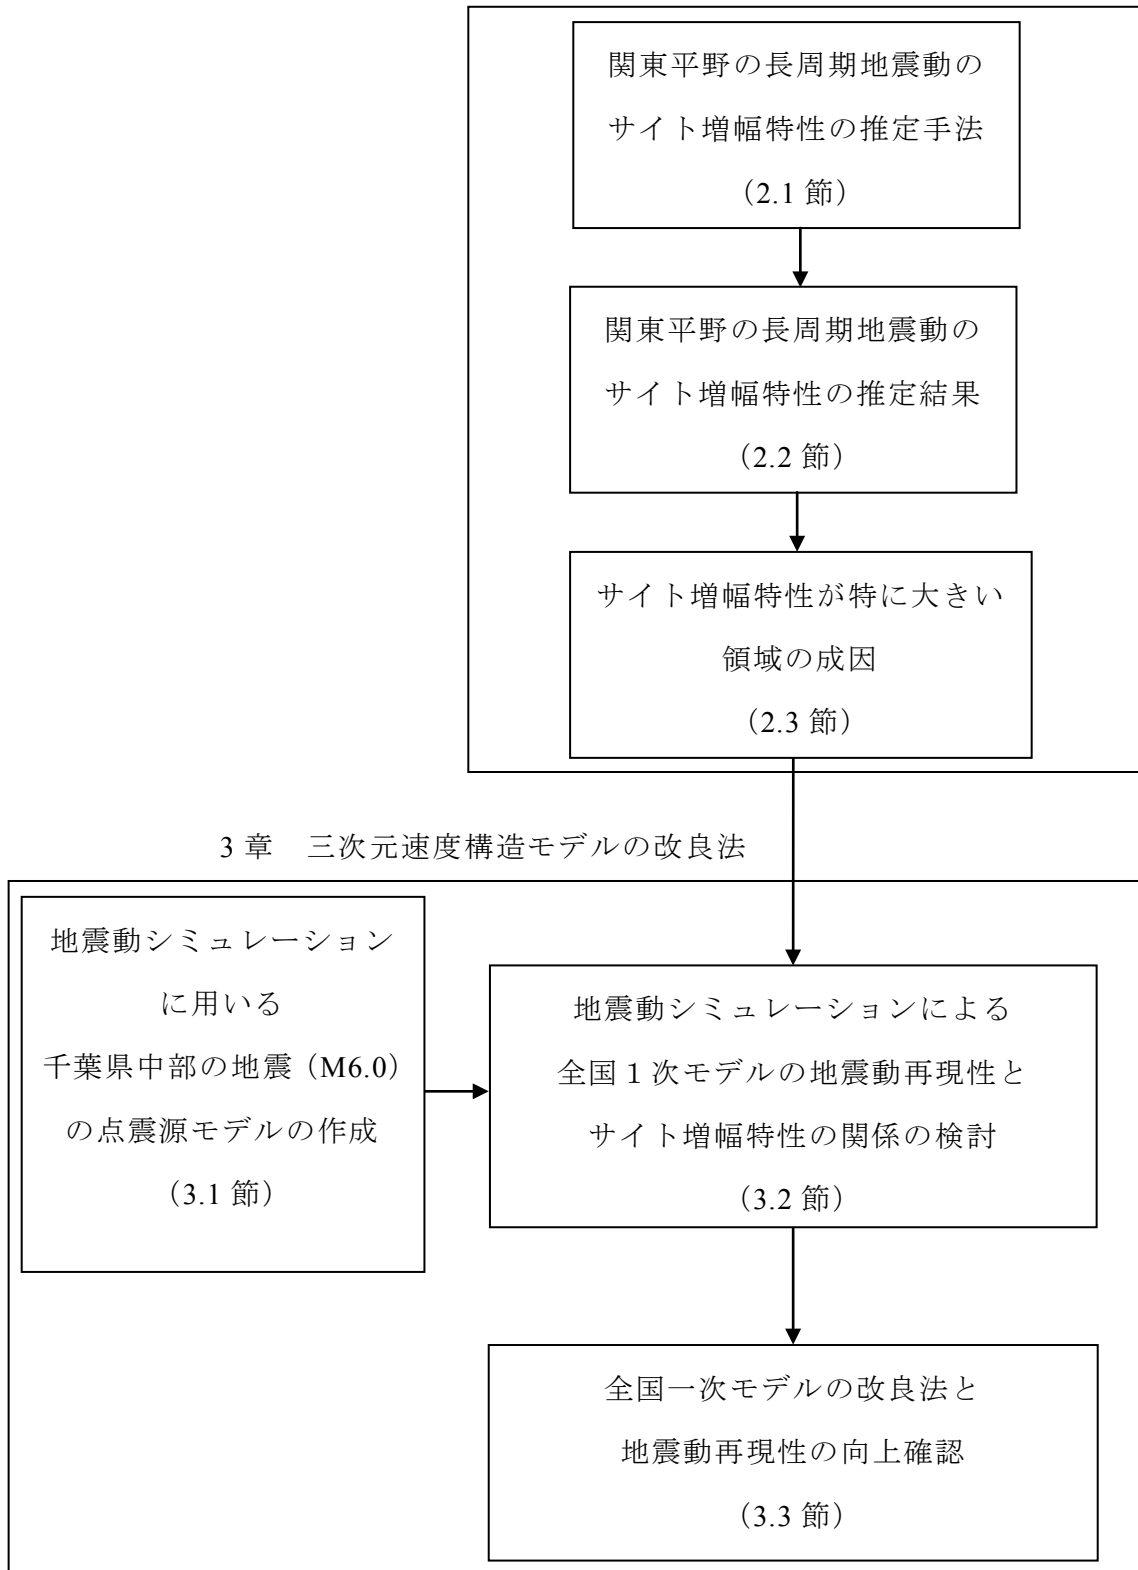 関東平野の長周期地震動の
サイト増幅特性の推定手法
（2.1 節）
関東平野の長周期地震動の
サイト増幅特性の推定結果
（2.2 節）
サイト増幅特性が特に大きい
領域の成因
（2.3 節）
3 章　三次元速度構造モデルの改良法
地震動シミュレーション
に用いる
千葉県中部の地震（M6.0）
の点震源モデルの作成
（3.1 節）
地震動シミュレーションによる
全国１次モデルの地震動再現性と
サイト増幅特性の関係の検討
（3.2 節）
全国一次モデルの改良法と
地震動再現性の向上確認
（3.3 節）